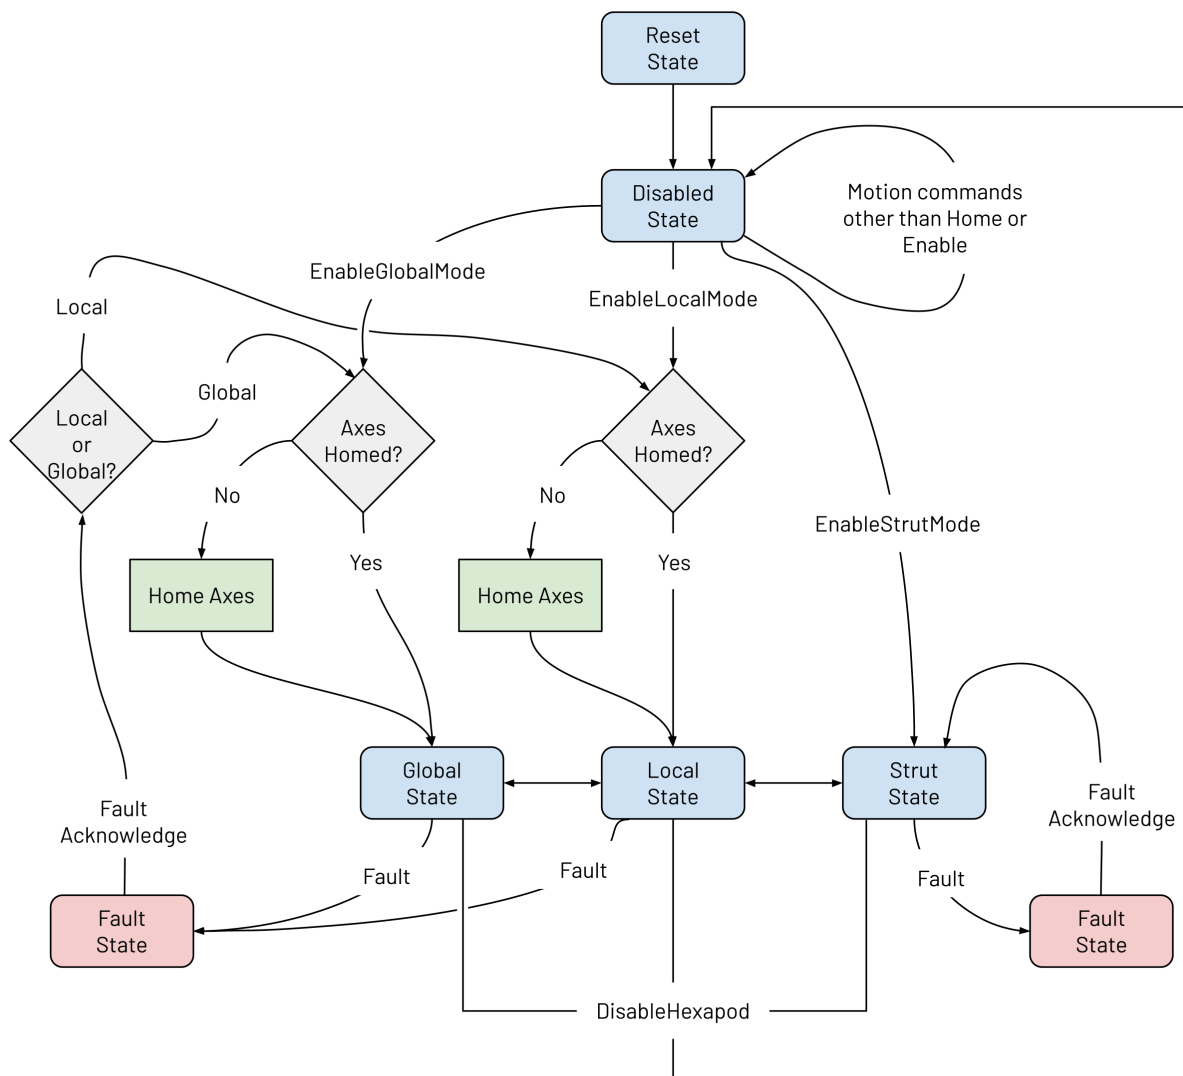 Reset
State
Disabled
State
Motion commands
other than Home or
Enable
EnableGlobalMode
EnableLocalMode
Local
Global
Local
or
Global?
Axes
Homed?
Axes
Homed?
No
No
EnableStrutMode
Yes
Yes
Home Axes
Home Axes
Global
State
Local
State
Strut
State
Fault
Acknowledge
Fault
Acknowledge
Fault
Fault
Fault
Fault
State
Fault
State
DisableHexapod